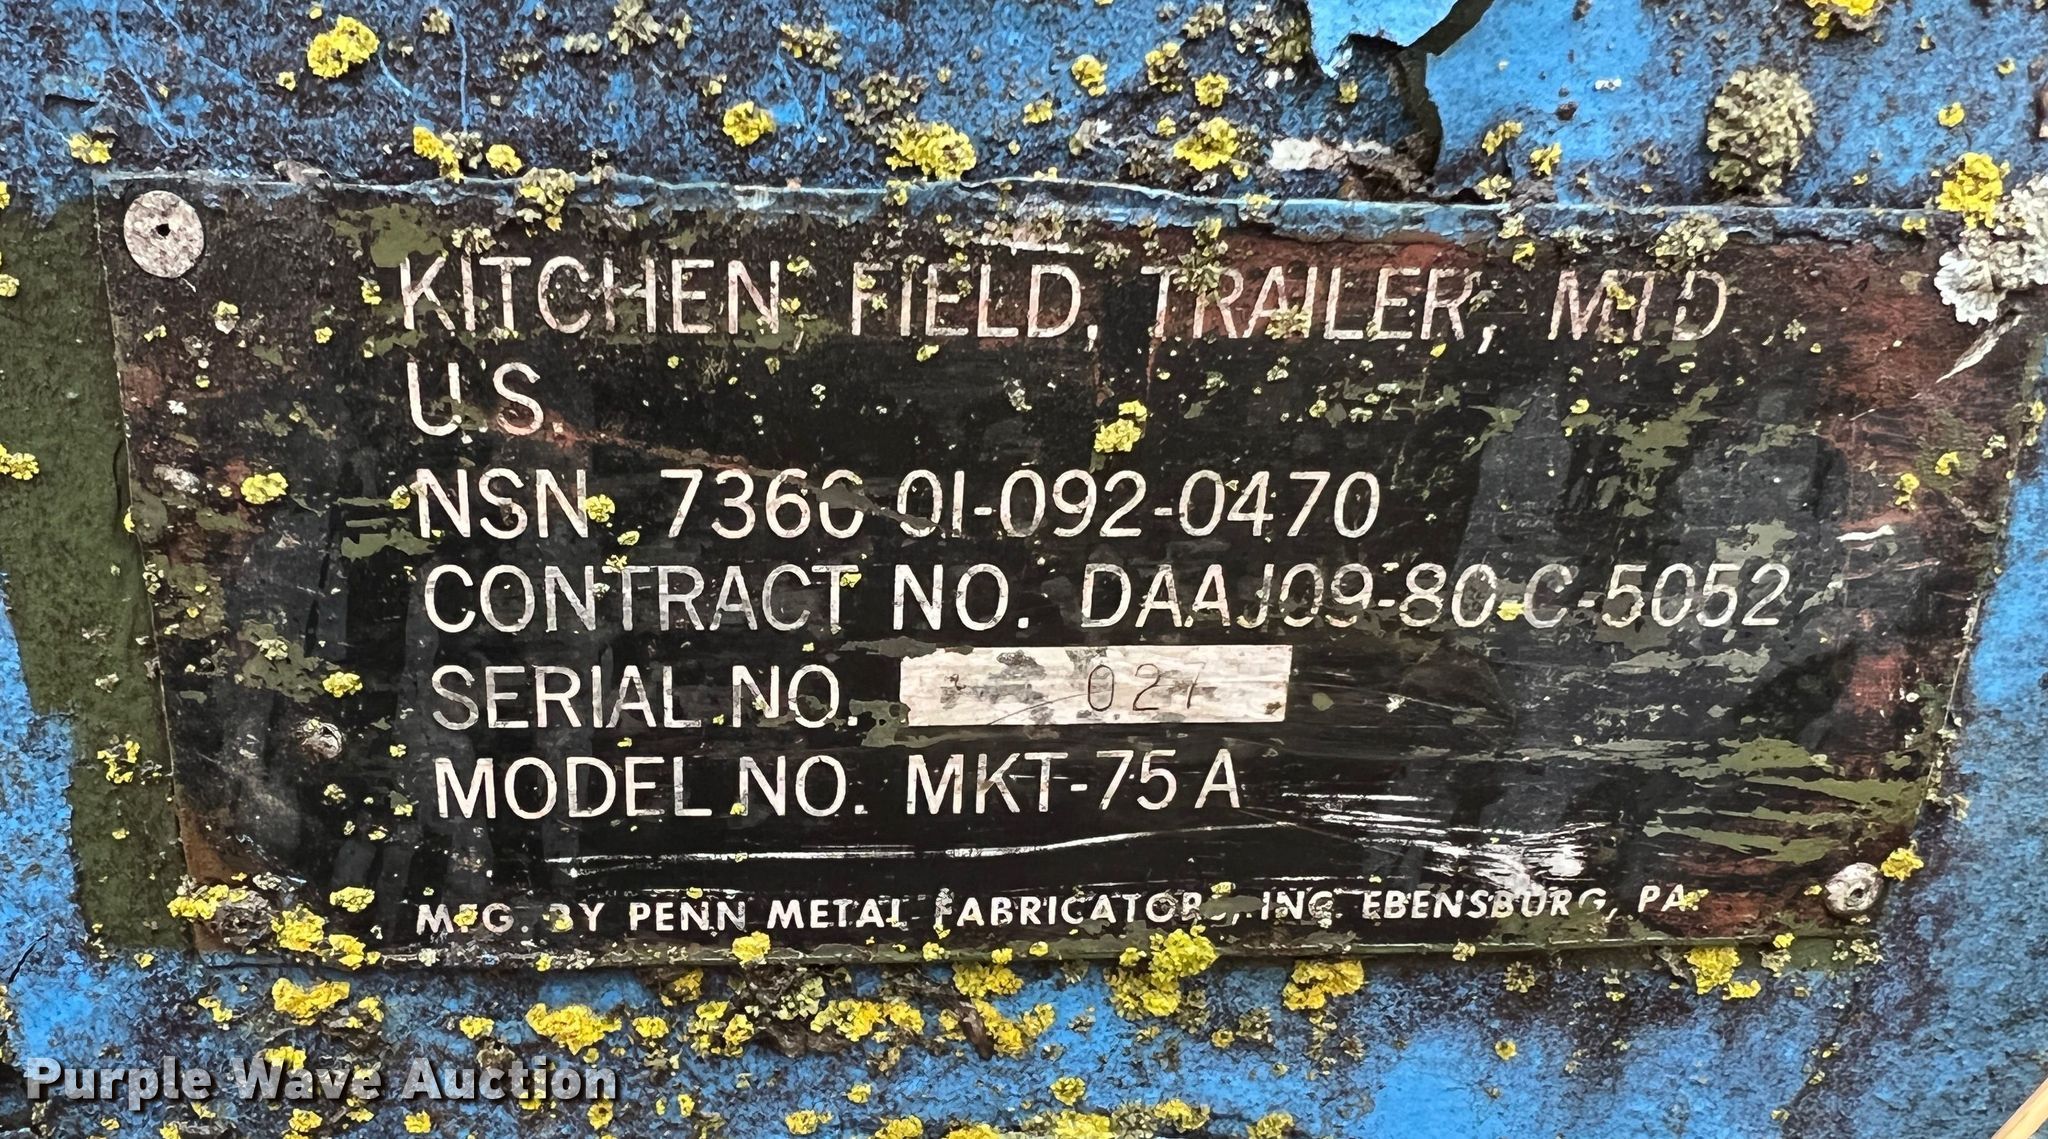 KITCHEN FIELD, TRAILER, MTD
U.S.
NSN 7360 01-092-0470
CONTRACT NO. DAAJ09-80-C-5052
SERIAL NO. 027
MODEL NO. MKT-75A
MFG. BY PENN METAL FABRICATORS, INC. EBENSBURG, PA.
Purple Wave Auction